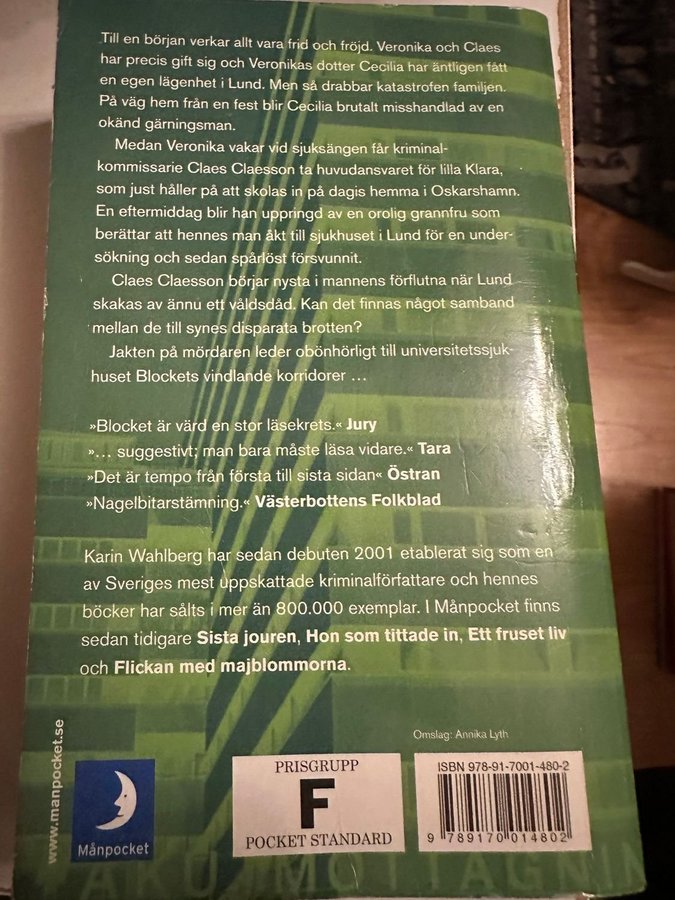 Till en början verkar allt vara frid och fröjd. Veronika och Claes
har precis gift sig och Veronikas dotter Cecilia har äntligen fått
en egen lägenhet i Lund. Men så drabbar katastrofen familjen.
På väg hem från en fest blir Cecilia brutalt misshandlad av en
okänd gärningsman.
Medan Veronika vakar vid sjuksängen får kriminal-
kommissarie Claes Claesson ta huvudansvaret för lilla Klara,
som just håller på att skolas in på dagis hemma i Oskarshamn.
En eftermiddag blir han uppringd av en orolig grannfru som
berättar att hennes man åkt till sjukhuset i Lund för en under-
sökning och sedan spårlöst försvunnit.
Claes Claesson börjar nysta i mannens förflutna när Lund
skakas av ännu ett våldsdåd. Kan det finnas något samband
mellan de till synes disparata brotten?
Jakten på mördaren leder obönhörligt till universitetssjuk-
huset Blockets vindlande korridorer …
»Blocket är värd en stor läsekrets.« Jury
»… suggestivt; man bara måste läsa vidare.« Tara
»Det är tempo från första till sista sidan« Östran
»Nagelbitarstämning.« Västerbottens Folkblad
Karin Wahlberg har sedan debuten 2001 etablerat sig som en
av Sveriges mest uppskattade kriminalförfattare och hennes
böcker har sålts i mer än 800.000 exemplar. I Månpocket finns
sedan tidigare Sista jouren, Hon som tittade in, Ett fruset liv
och Flickan med majblommorna.
Omslag: Annika Lyth
www.manpocket.se
Månpocket
PRISGRUPP
F
POCKET STANDARD
ISBN 978-91-7001-480-2
9 789170 014802